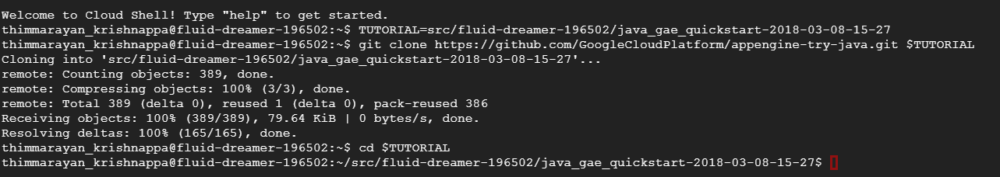 Welcome to Cloud Shell! Type "help" to get started.
thimmarayan_krishnappa@fluid-dreamer-196502:~$ TUTORIAL=src/fluid-dreamer-196502/java_gae_quickstart-2018-03-08-15-27
thimmarayan_krishnappa@fluid-dreamer-196502:~$ git clone https://github.com/GoogleCloudPlatform/appengine-try-java.git $TUTORIAL
Cloning into 'src/fluid-dreamer-196502/java_gae_quickstart-2018-03-08-15-27'...
remote: Counting objects: 389, done.
remote: Compressing objects: 100% (3/3), done.
remote: Total 389 (delta 0), reused 1 (delta 0), pack-reused 386
Receiving objects: 100% (389/389), 79.64 KiB | 0 bytes/s, done.
Resolving deltas: 100% (165/165), done.
thimmarayan_krishnappa@fluid-dreamer-196502:~$ cd $TUTORIAL
thimmarayan_krishnappa@fluid-dreamer-196502:~/src/fluid-dreamer-196502/java_gae_quickstart-2018-03-08-15-27$